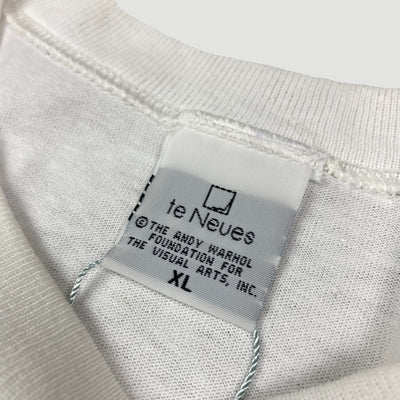 te Neues
©THE ANDY WARHOL
FOUNDATION FOR
THE VISUAL ARTS, INC.
XL